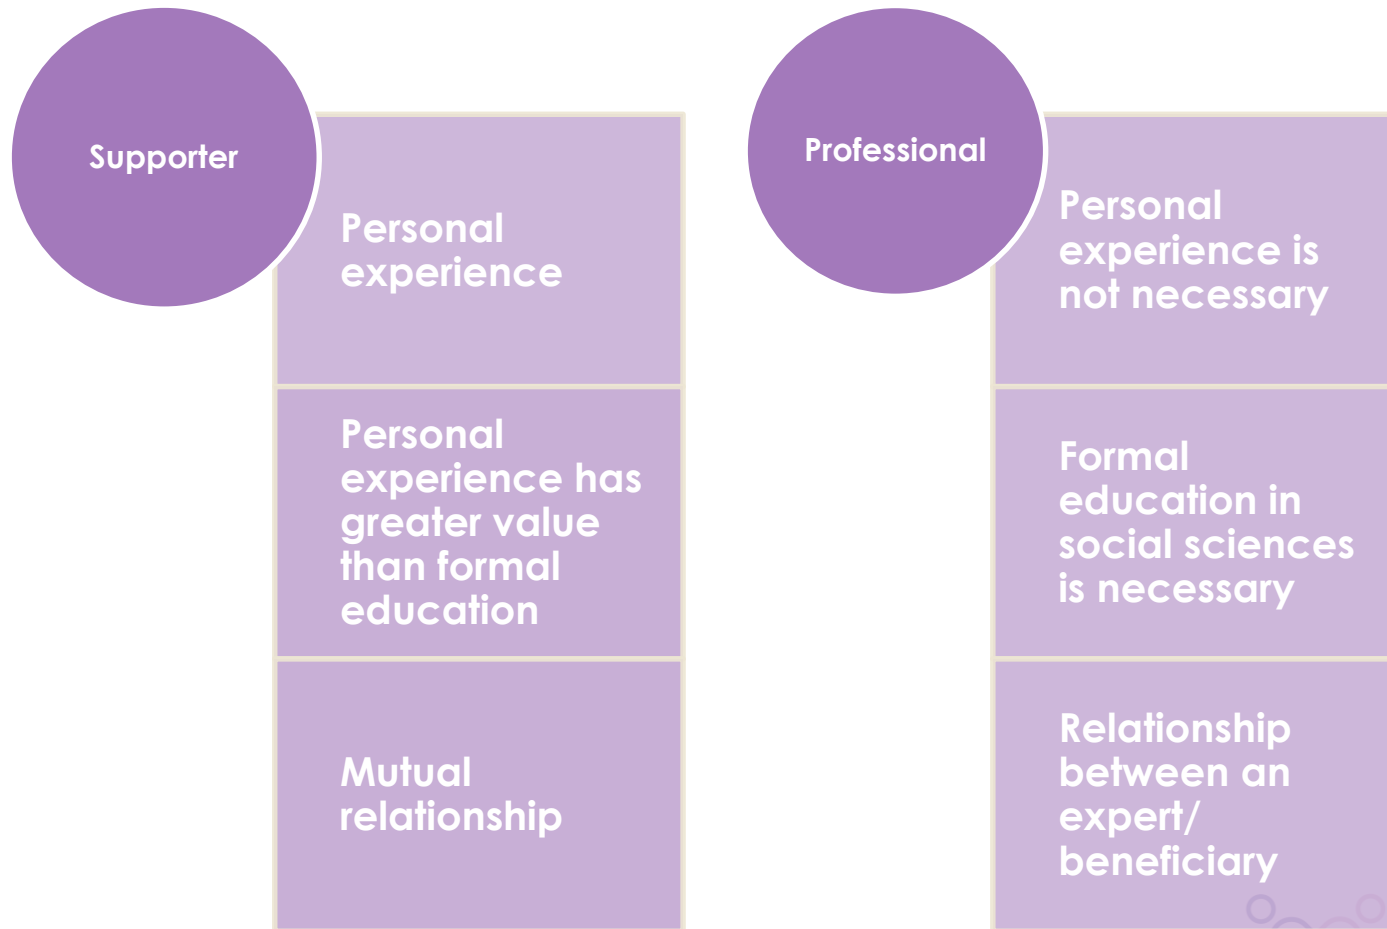 Supporter
Personal
experience
Personal
experience has
greater value
than formal
education
Mutual
relationship
Professional
Personal
experience is
not necessary
Formal
education in
social sciences
is necessary
Relationship
between an
expert/
beneficiary